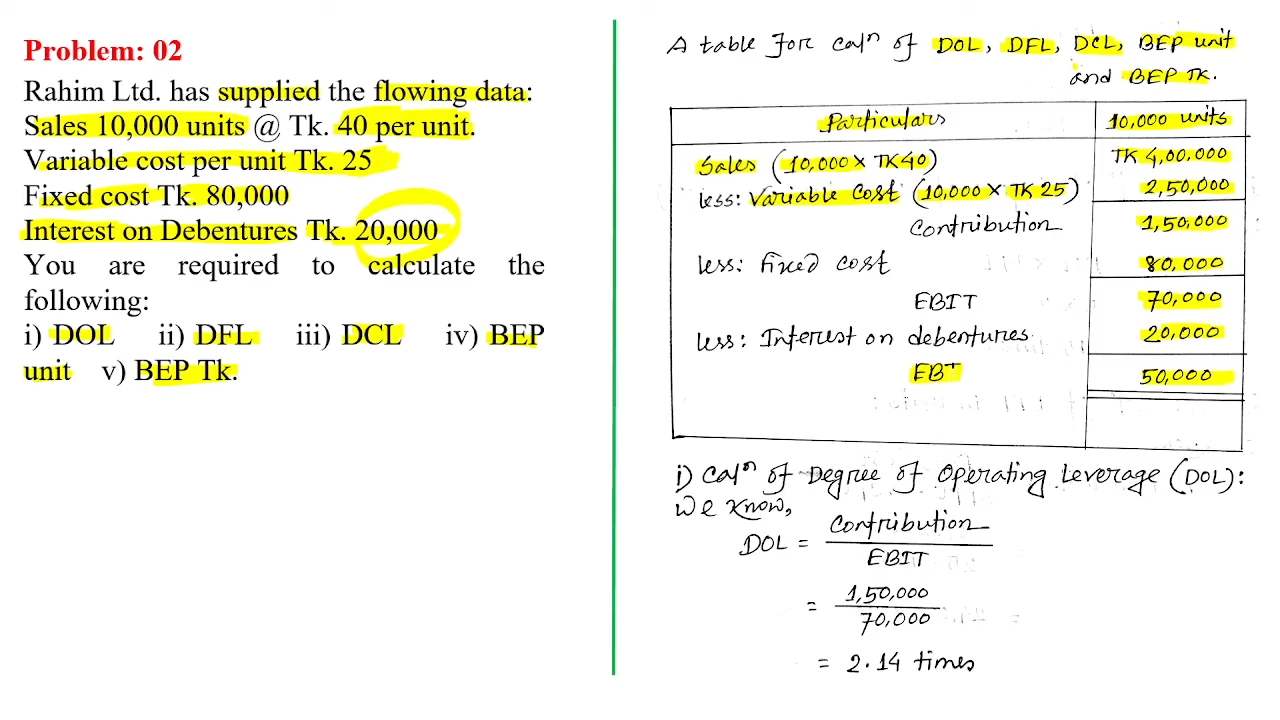 Problem: 02
Rahim Ltd. has supplied the flowing data:
Sales 10,000 units @ Tk. 40 per unit.
Variable cost per unit Tk. 25
Fixed cost Tk. 80,000
Interest on Debentures Tk. 20,000
You are required to calculate the
following:
i) DOL ii) DFL iii) DCL iv) BEP
unit v) BEP Tk.
A table for calⁿ of DOL, DFL, DCL, BEP unit
and BEP TK.
Particulars 10,000 units
Sales (10,000 × TK 40) TK 4,00,000
less: Variable cost (10,000 × TK 25) 2,50,000
Contribution 1,50,000
less: fixed cost 80,000
EBIT 70,000
less: Interest on debentures 20,000
EBT 50,000
i) calⁿ of Degree of Operating Leverage (DOL):
We know,
DOL = Contribution
EBIT
= 1,50,000
70,000
= 2.14 times